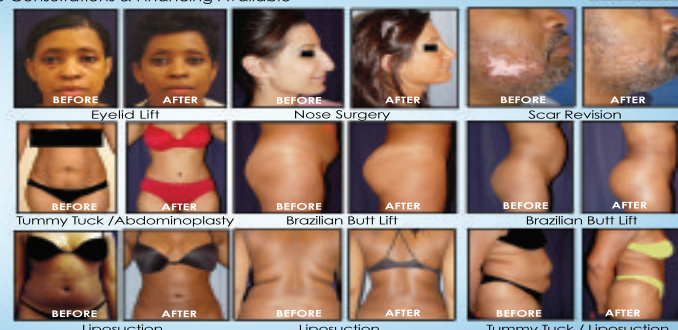 Consultations & Financing Available
BEFORE AFTER BEFORE AFTER BEFORE AFTER
Eyelid Lift Nose Surgery Scar Revision
BEFORE AFTER BEFORE AFTER BEFORE AFTER
Tummy Tuck /Abdominoplasty Brazilian Butt Lift Brazilian Butt Lift
BEFORE AFTER BEFORE AFTER BEFORE AFTER
Liposuction Liposuction Tummy Tuck / Liposuction